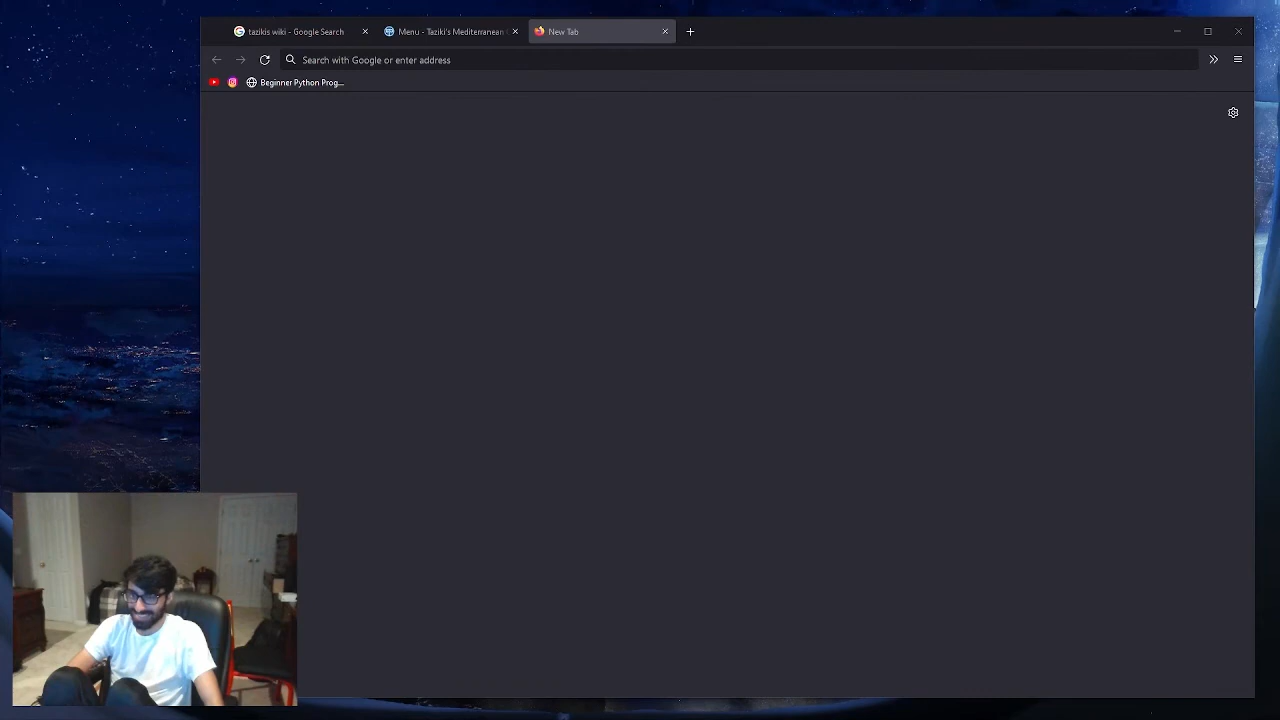 tazikis wiki - Google Search
Menu - Taziki's Mediterranean
New Tab
Search with Google or enter address
Beginner Python Prog...